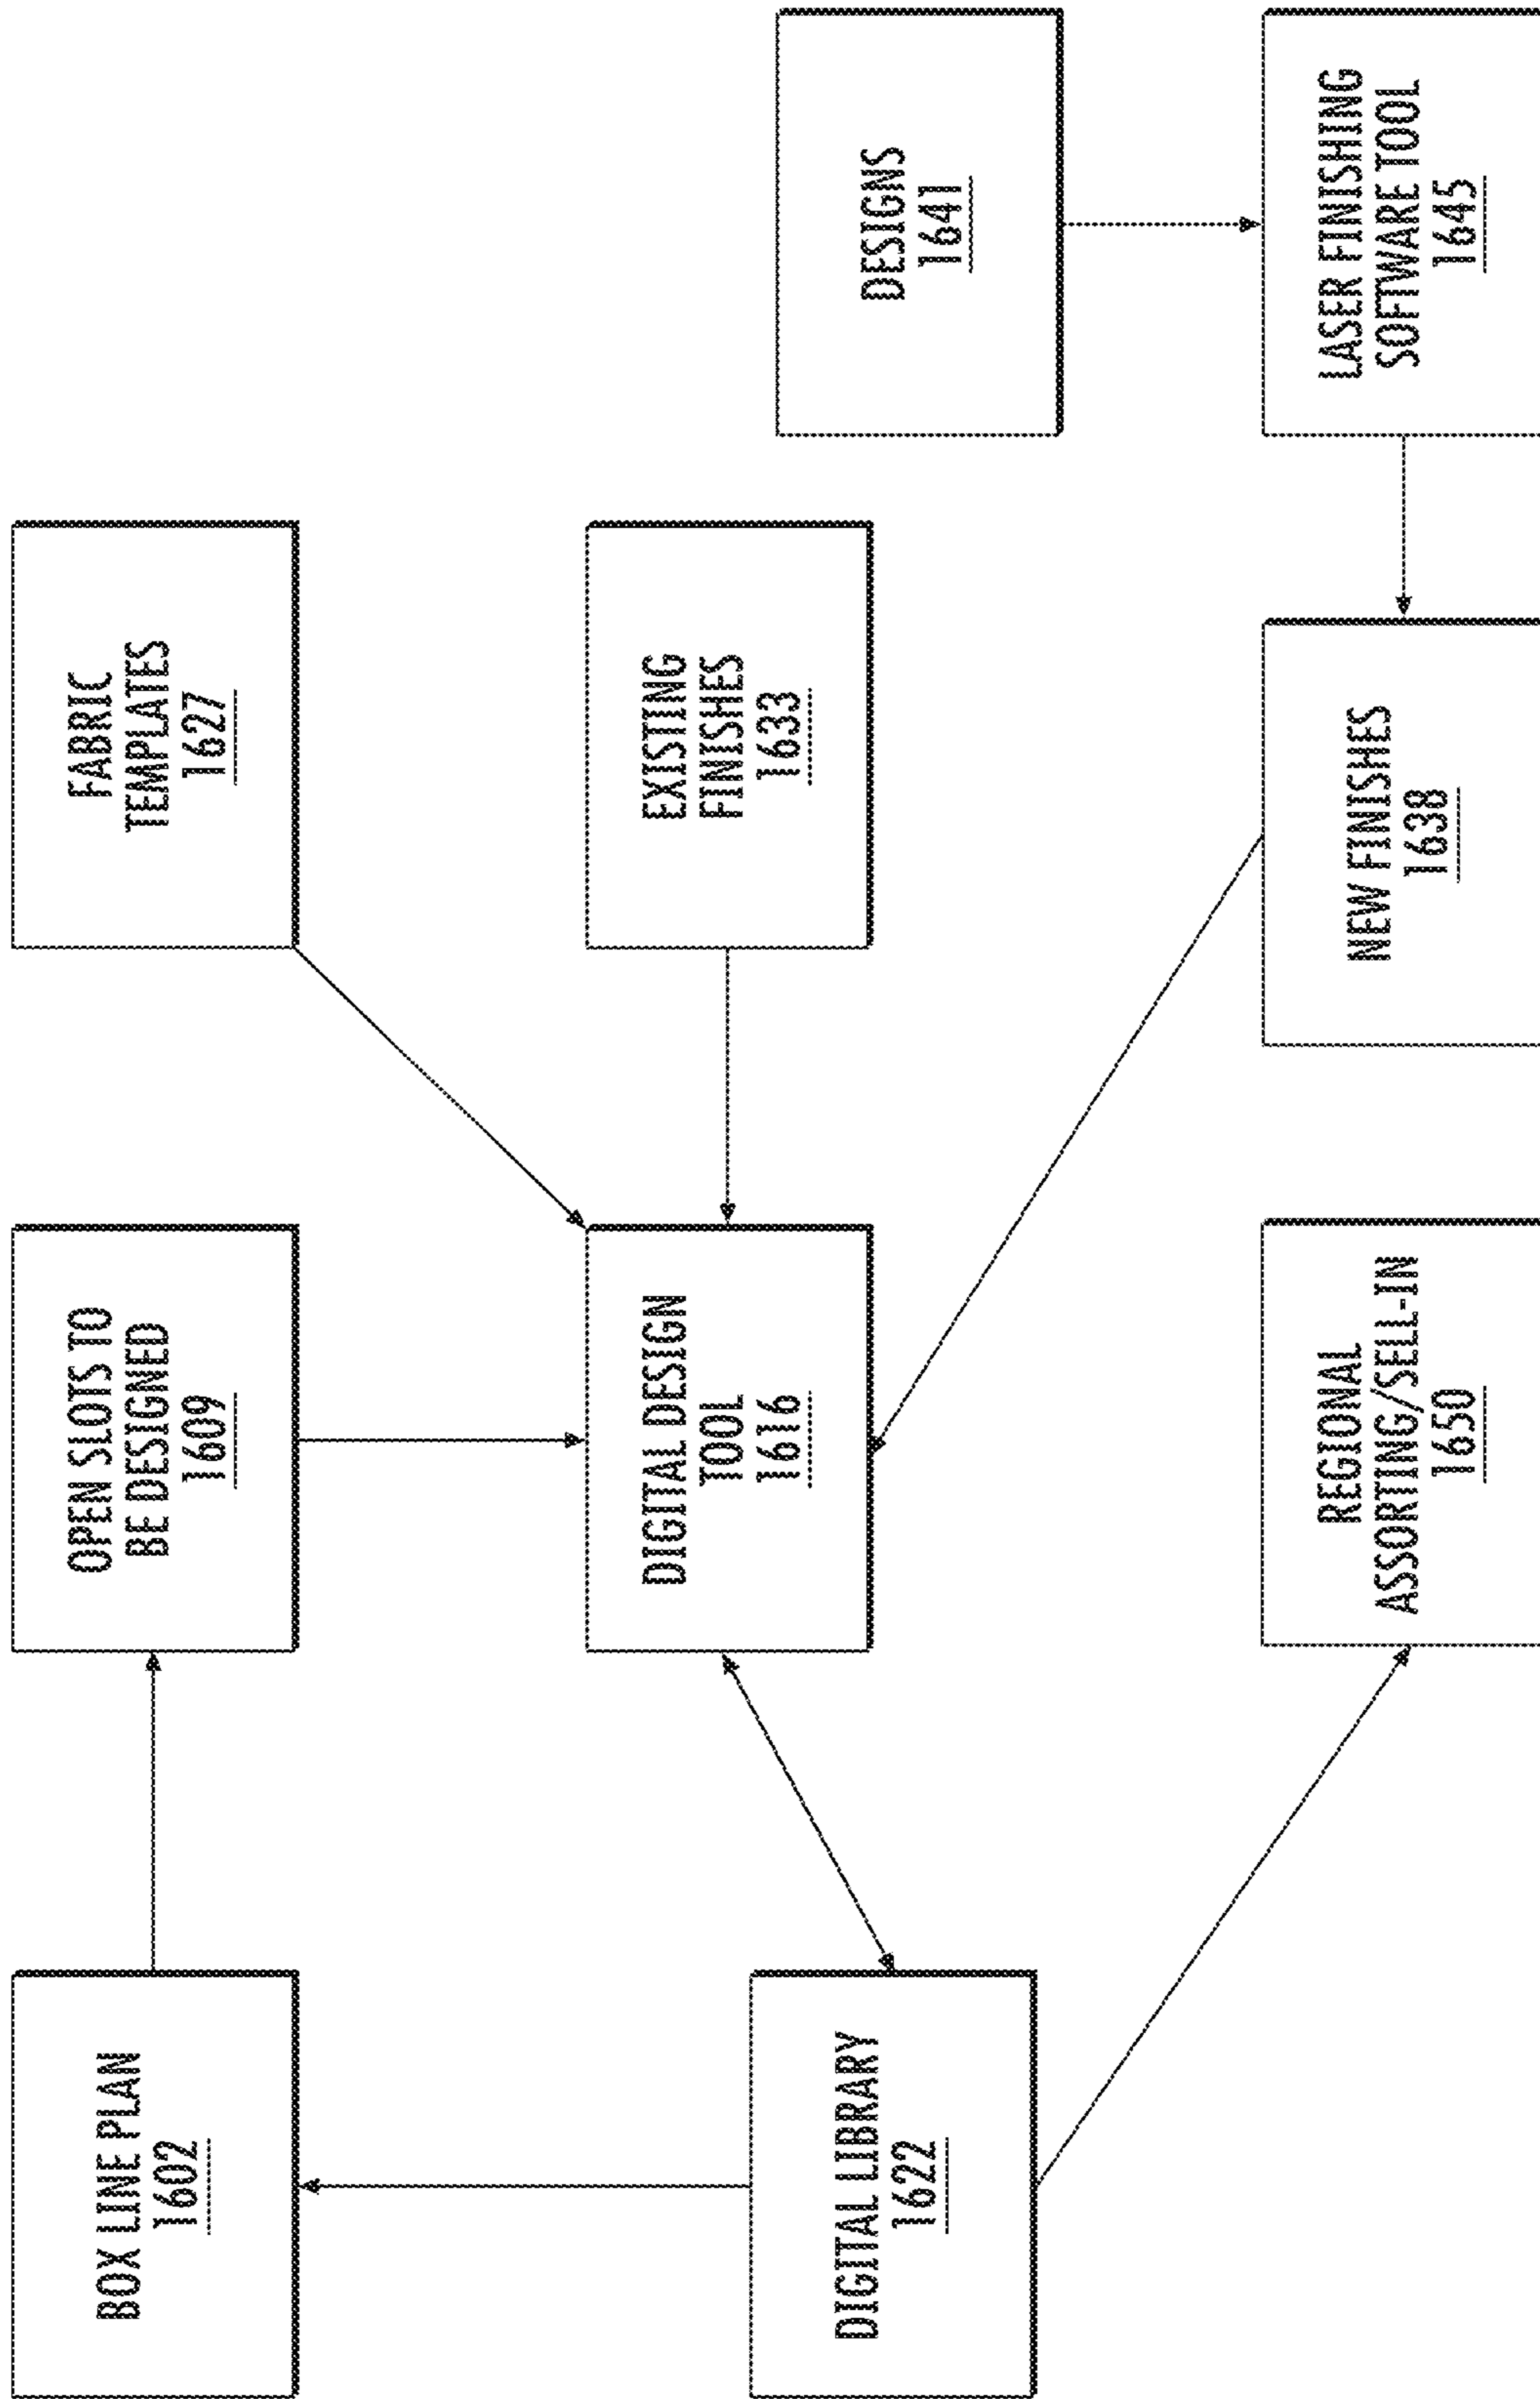 BOX LINE PLAN
1602
OPEN SLOTS TO
BE DESIGNED
1609
FABRIC
TEMPLATES
1627
DIGITAL DESIGN
TOOL
1616
EXISTING
FINISHES
1633
DIGITAL LIBRARY
1622
DESIGNS
1641
REGIONAL
ASSORTING/SELL-IN
1650
NEW FINISHES
1638
LASER FINISHING
SOFTWARE TOOL
1645